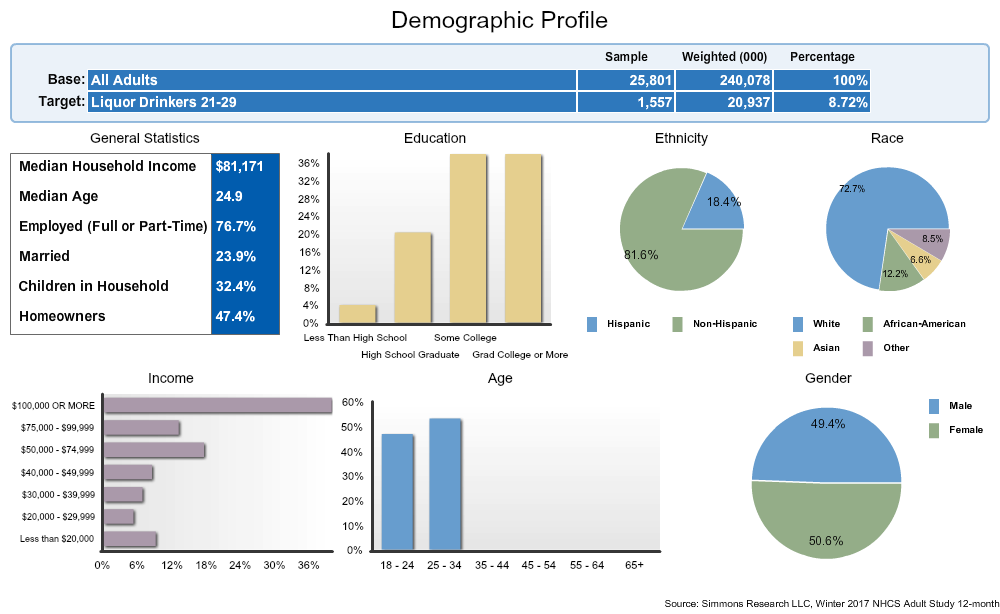 Demographic Profile
Sample Weighted (000) Percentage
Base: All Adults 25,801 240,078 100%
Target: Liquor Drinkers 21-29 1,557 20,937 8.72%
General Statistics
Median Household Income $81,171
Median Age 24.9
Employed (Full or Part-Time) 76.7%
Married 23.9%
Children in Household 32.4%
Homeowners 47.4%
Education
36%
32%
28%
24%
20%
16%
12%
8%
4%
0%
Less Than High School Some College
High School Graduate Grad College or More
Ethnicity
18.4%
81.6%
Hispanic Non-Hispanic
Race
72.7%
8.5%
6.6%
12.2%
White African-American
Asian Other
Income
$100,000 OR MORE
$75,000 - $99,999
$50,000 - $74,999
$40,000 - $49,999
$30,000 - $39,999
$20,000 - $29,999
Less than $20,000
0% 6% 12% 18% 24% 30% 36%
Age
60%
50%
40%
30%
20%
10%
0%
18 - 24 25 - 34 35 - 44 45 - 54 55 - 64 65+
Gender
Male
Female
49.4%
50.6%
Source: Simmons Research LLC, Winter 2017 NHCS Adult Study 12-month